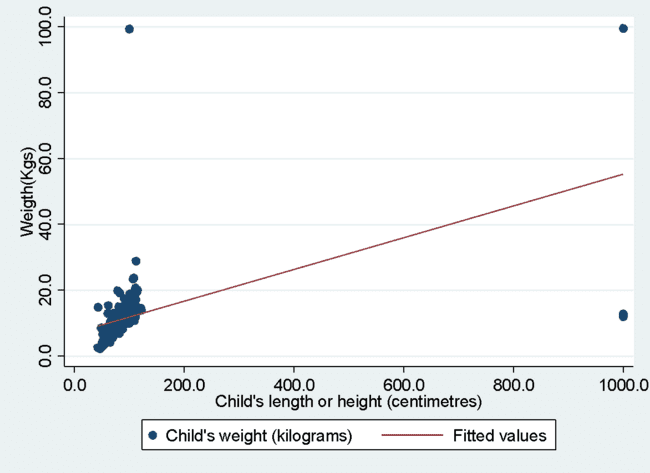 100.0
80.0
60.0
40.0
20.0
0.0
Weigth(Kgs)
0.0 200.0 400.0 600.0 800.0 1000.0
Child's length or height (centimetres)
Child's weight (kilograms) Fitted values